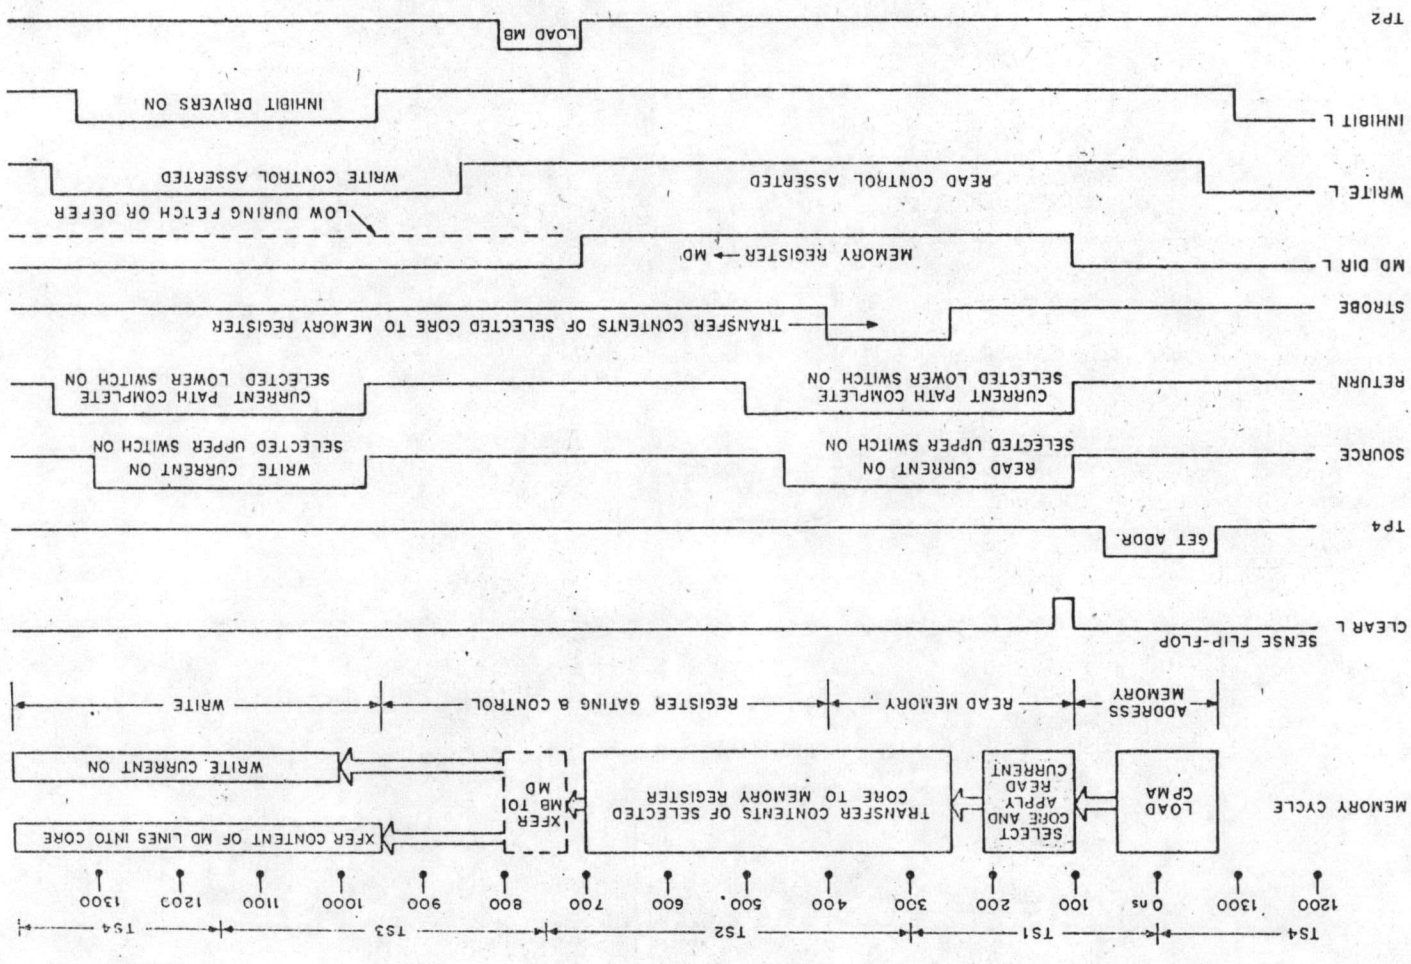 TS4
TS1
TS2
TS3
TS4
1200
1300
0 ns
100
200
300
400
500
600
700
800
900
1000
1100
1200
1300
MEMORY CYCLE
LOAD
CPMA
SELECT
CORE AND
APPLY
READ
CURRENT
TRANSFER CONTENTS OF SELECTED
CORE TO MEMORY REGISTER
XFER
MB TO
MD
XFER CONTENT OF MD LINES INTO CORE
WRITE CURRENT ON
ADDRESS
MEMORY
READ MEMORY
REGISTER GATING & CONTROL
WRITE
SENSE FLIP-FLOP
CLEAR L
TP4
GET ADDR.
SOURCE
READ CURRENT ON
SELECTED UPPER SWITCH ON
WRITE CURRENT ON
SELECTED UPPER SWITCH ON
RETURN
CURRENT PATH COMPLETE
SELECTED LOWER SWITCH ON
CURRENT PATH COMPLETE
SELECTED LOWER SWITCH ON
STROBE
TRANSFER CONTENTS OF SELECTED CORE TO MEMORY REGISTER
MD DIR L
MEMORY REGISTER → MD
LOW DURING FETCH OR DEFER
WRITE L
READ CONTROL ASSERTED
WRITE CONTROL ASSERTED
INHIBIT L
INHIBIT DRIVERS ON
TP2
LOAD MB